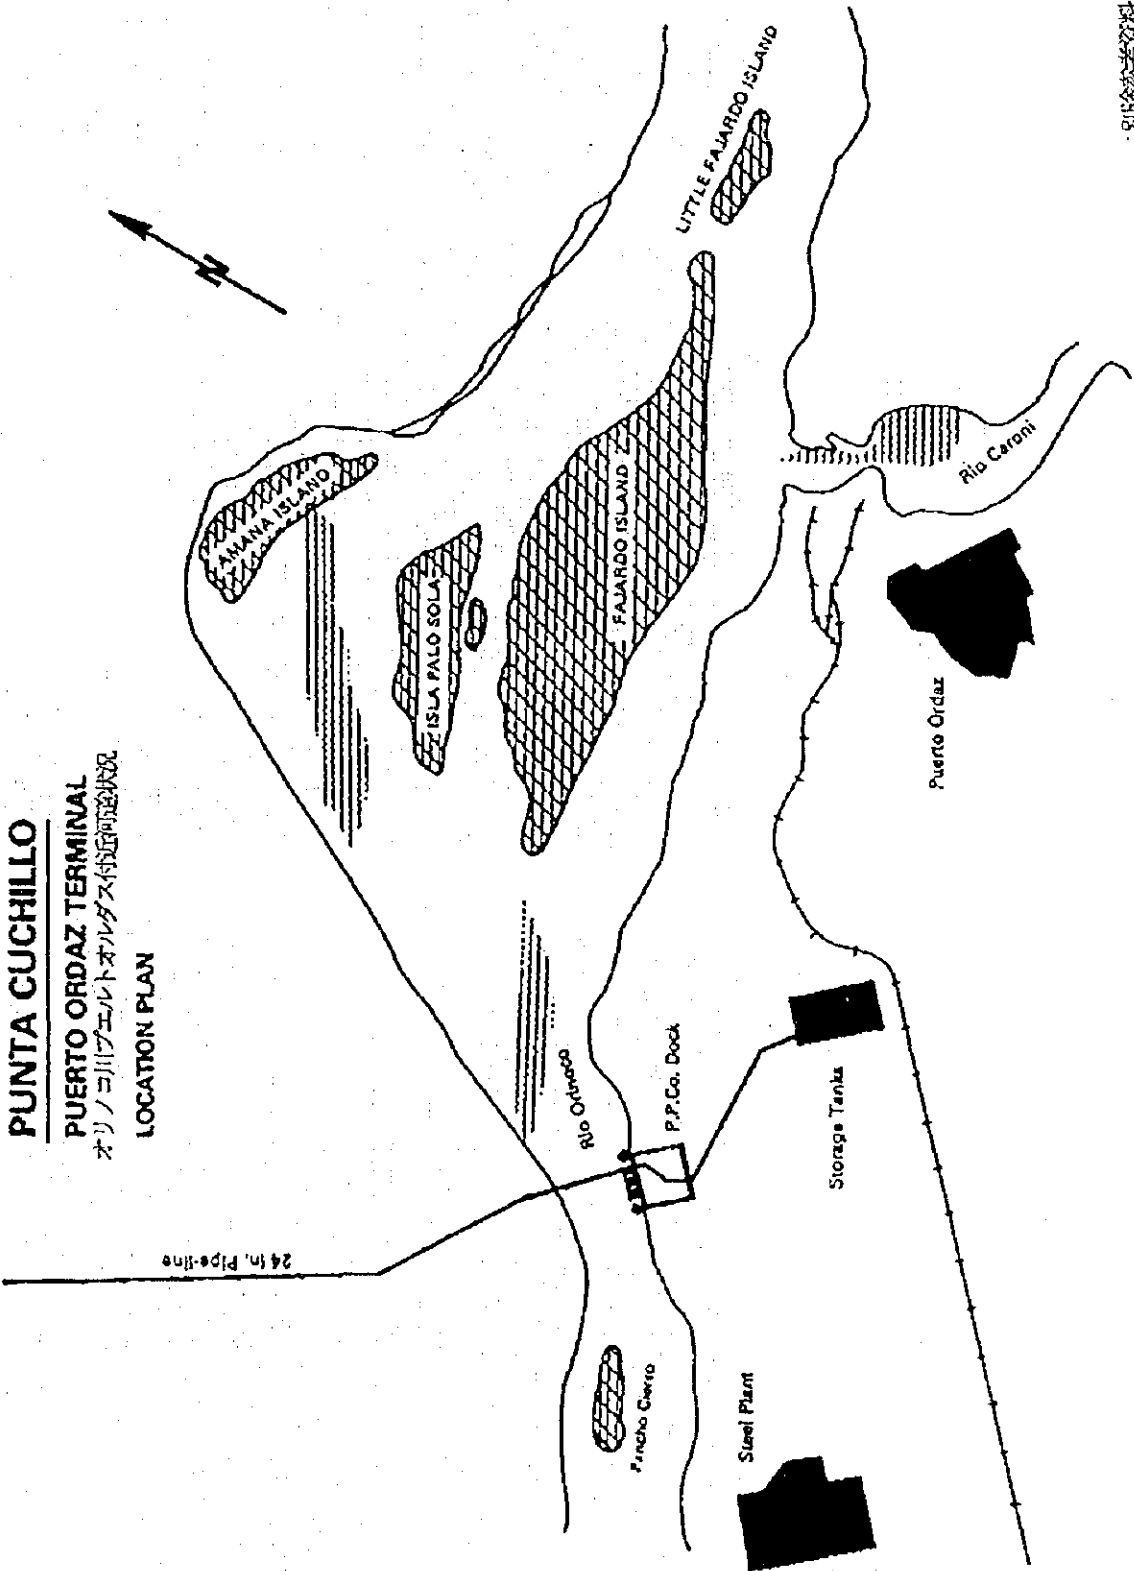 PUNTA CUCHILLO
PUERTO ORDAZ TERMINAL
オリノコ川プエルトオルダス付近河道状況
LOCATION PLAN
24 in. Pipe-line
LAMANA ISLAND
ISLA PALO SOLA
FAJARDO ISLAND
LITTLE FAJARDO ISLAND
Rio Orinoco
P.P.Co. Dock
Rio Caroni
Puerto Ordaz
Storage Tanks
Pancho
Steel Plant